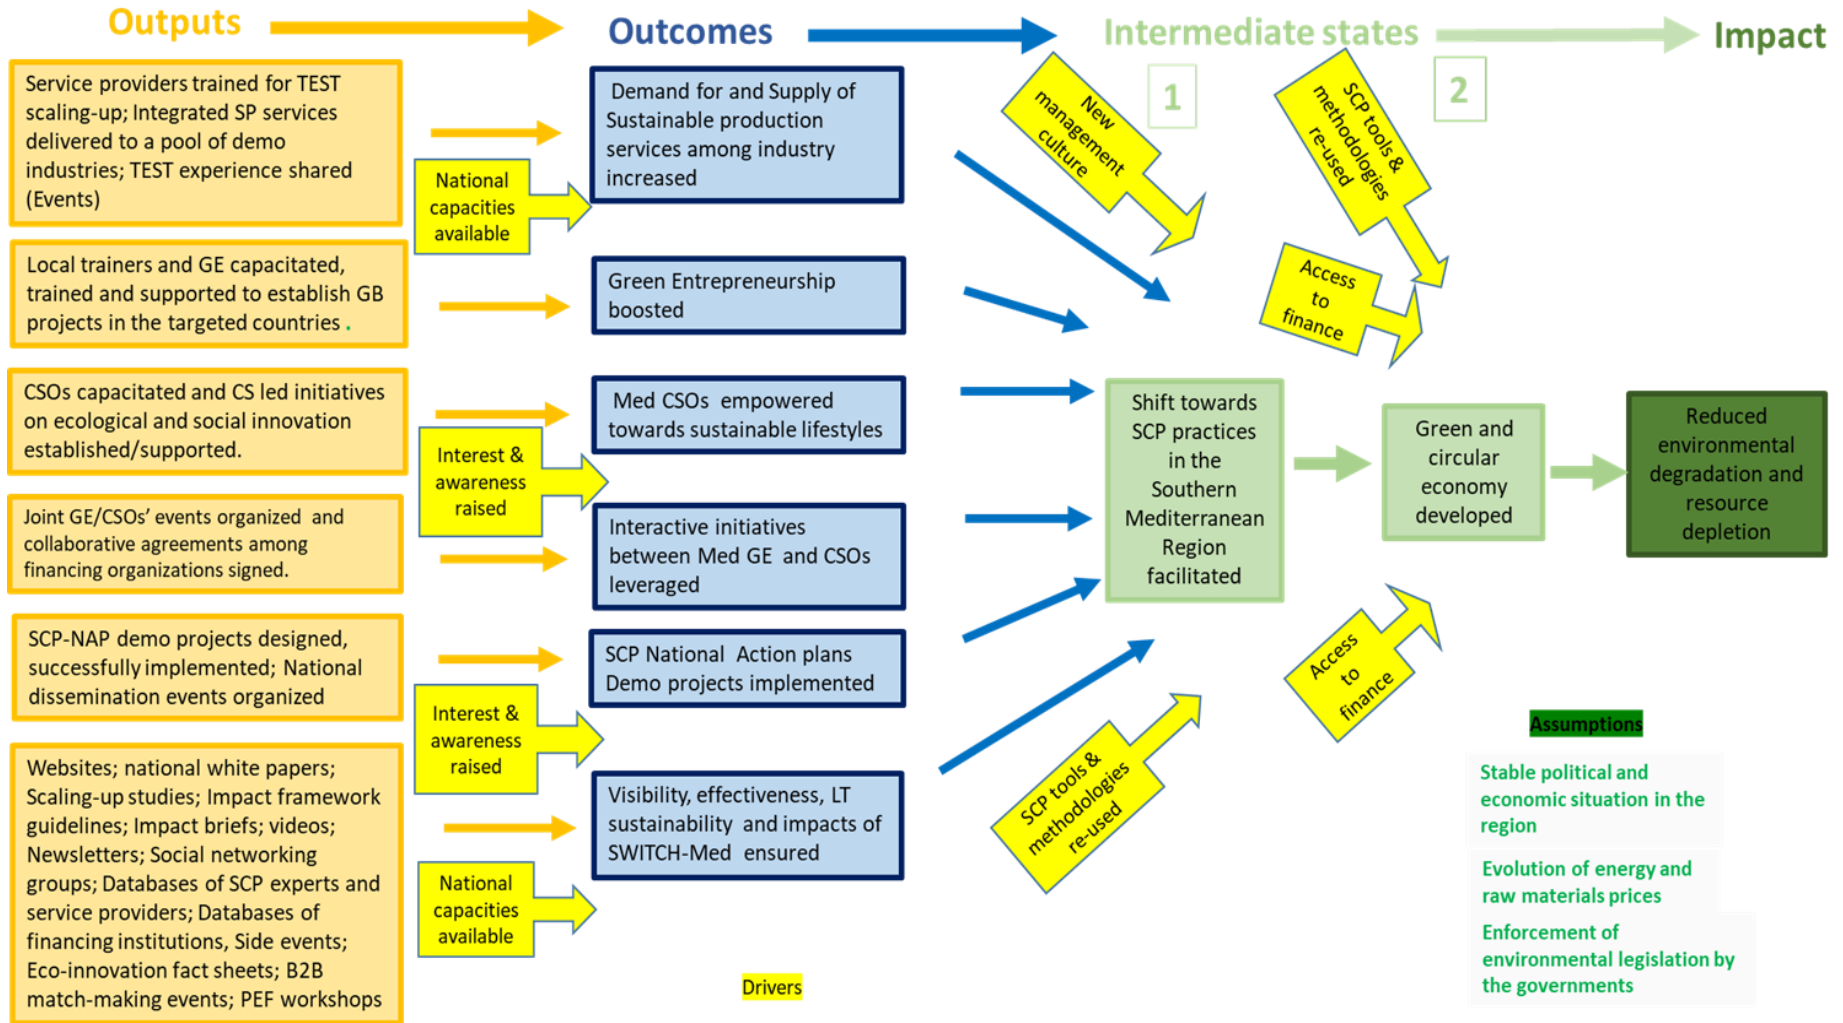 Outputs
Outcomes
Intermediate states
Impact
1
2
Service providers trained for TEST
scaling-up; Integrated SP services
delivered to a pool of demo
industries; TEST experience shared
(Events)
National
capacities
available
Demand for and Supply of
Sustainable production
services among industry
increased
New
management
culture
SCP tools &
methodologies
re-used
Local trainers and GE capacitated,
trained and supported to establish GB
projects in the targeted countries .
Green Entrepreneurship
boosted
Access
to
finance
CSOs capacitated and CS led initiatives
on ecological and social innovation
established/supported.
Interest &
awareness
raised
Med CSOs empowered
towards sustainable lifestyles
Joint GE/CSOs’ events organized and
collaborative agreements among
financing organizations signed.
Interactive initiatives
between Med GE and CSOs
leveraged
Shift towards
SCP practices
in the
Southern
Mediterranean
Region
facilitated
Green and
circular
economy
developed
Reduced
environmental
degradation and
resource
depletion
SCP-NAP demo projects designed,
successfully implemented; National
dissemination events organized
Interest &
awareness
raised
SCP National Action plans
Demo projects implemented
Access
to
finance
SCP tools &
methodologies
re-used
Websites; national white papers;
Scaling-up studies; Impact framework
guidelines; Impact briefs; videos;
Newsletters; Social networking
groups; Databases of SCP experts and
service providers; Databases of
financing institutions, Side events;
Eco-innovation fact sheets; B2B
match-making events; PEF workshops
National
capacities
available
Visibility, effectiveness, LT
sustainability and impacts of
SWITCH-Med ensured
Drivers
Assumptions
Stable political and
economic situation in the
region
Evolution of energy and
raw materials prices
Enforcement of
environmental legislation by
the governments